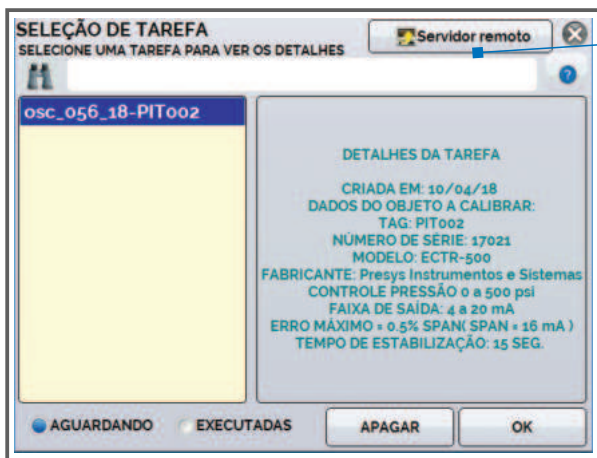 SELEÇÃO DE TAREFA
SELECIONE UMA TAREFA PARA VER OS DETALHES
Servidor remoto
osc_056_18-PIT002
DETALHES DA TAREFA
CRIADA EM: 10/04/18
DADOS DO OBJETO A CALIBRAR:
TAG: PIT002
NÚMERO DE SÉRIE: 17021
MODELO: ECTR-500
FABRICANTE: Presys Instrumentos e Sistemas
CONTROLE PRESSÃO 0 a 500 psi
FAIXA DE SAÍDA: 4 a 20 mA
ERRO MÁXIMO = 0.5% SPAN( SPAN = 16 mA )
TEMPO DE ESTABILIZAÇÃO: 15 SEG.
AGUARDANDO
EXECUTADAS
APAGAR
OK